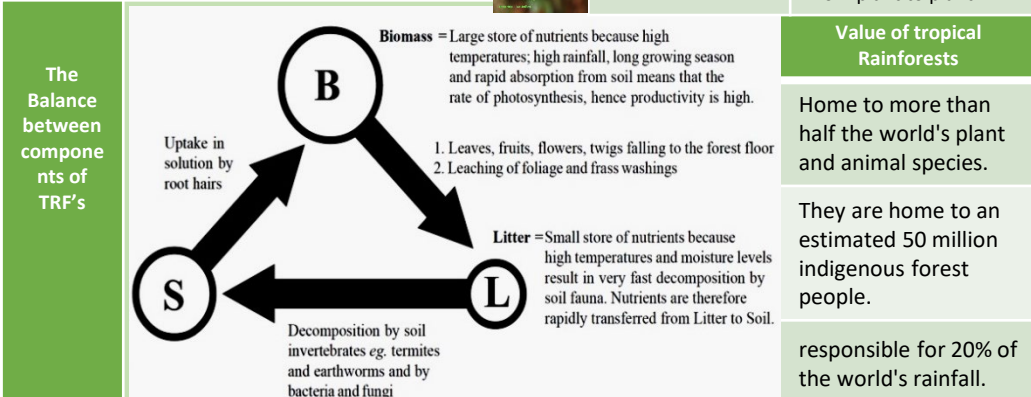 The
Balance
between
compone
nts of
TRF's
Biomass = Large store of nutrients because high
temperatures; high rainfall, long growing season
and rapid absorption from soil means that the
rate of photosynthesis, hence productivity is high.
B
Uptake in
solution by
root hairs
1. Leaves, fruits, flowers, twigs falling to the forest floor
2. Leaching of foliage and frass washings
Litter = Small store of nutrients because
high temperatures and moisture levels
result in very fast decomposition by
soil fauna. Nutrients are therefore
rapidly transferred from Litter to Soil.
S
L
Decomposition by soil
invertebrates eg. termites
and earthworms and by
bacteria and fungi
Value of tropical
Rainforests
Home to more than
half the world's plant
and animal species.
They are home to an
estimated 50 million
indigenous forest
people.
responsible for 20% of
the world's rainfall.